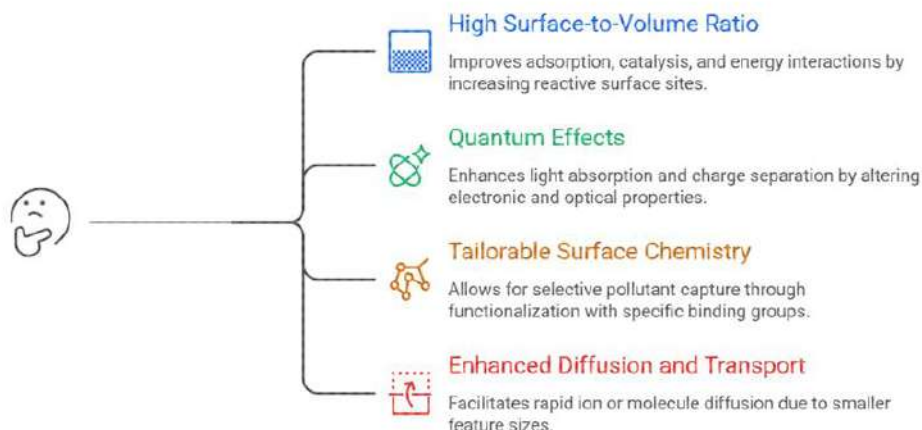 High Surface-to-Volume Ratio
Improves adsorption, catalysis, and energy interactions by
increasing reactive surface sites.
Quantum Effects
Enhances light absorption and charge separation by altering
electronic and optical properties.
Tailorable Surface Chemistry
Allows for selective pollutant capture through
functionalization with specific binding groups.
Enhanced Diffusion and Transport
Facilitates rapid ion or molecule diffusion due to smaller
feature sizes.